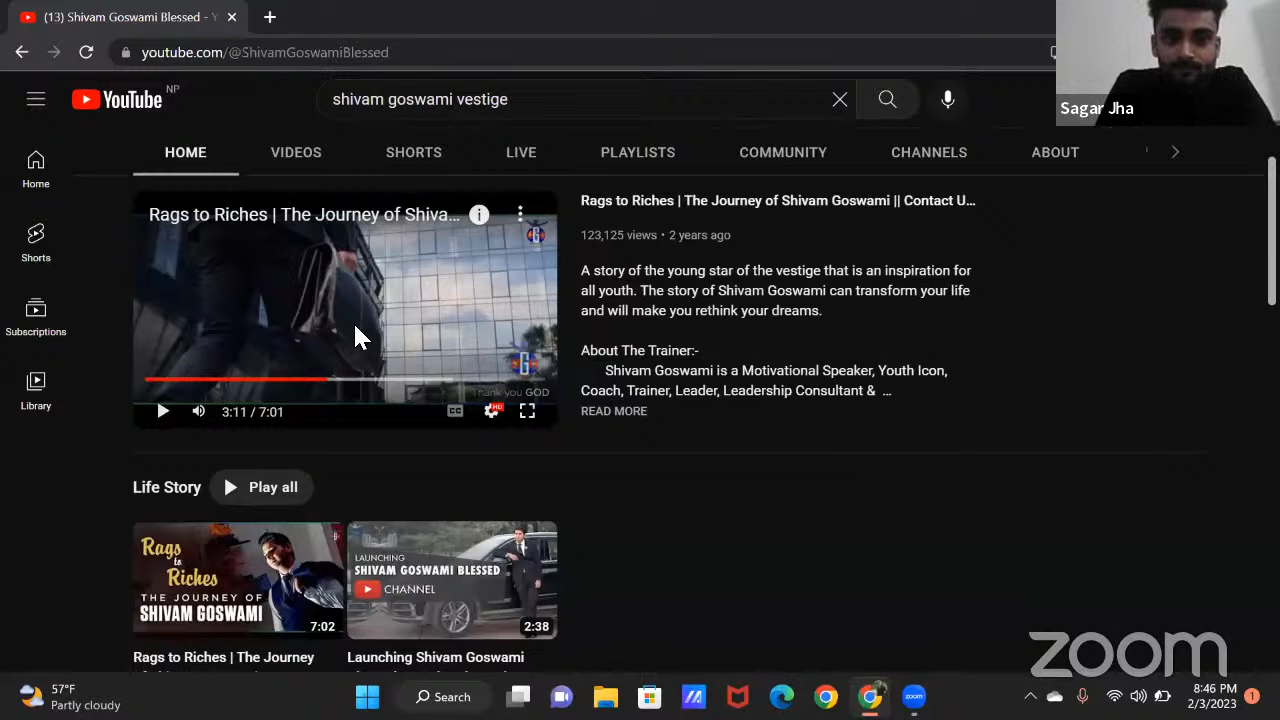 (13) Shivam Goswami Blessed - Y
youtube.com/@ShivamGoswamiBlessed
YouTube NP
shivam goswami vestige
Sagar Jha
HOME VIDEOS SHORTS LIVE PLAYLISTS COMMUNITY CHANNELS ABOUT
Home
Shorts
Subscriptions
Library
Rags to Riches | The Journey of Shiva...
Thank you GOD
3:11 / 7:01
CC
HD
Rags to Riches | The Journey of Shivam Goswami || Contact U...
123,125 views • 2 years ago
A story of the young star of the vestige that is an inspiration for
all youth. The story of Shivam Goswami can transform your life
and will make you rethink your dreams.
About The Trainer:-
Shivam Goswami is a Motivational Speaker, Youth Icon,
Coach, Trainer, Leader, Leadership Consultant & ...
READ MORE
Life Story Play all
Rags
to
Riches
THE JOURNEY OF
SHIVAM GOSWAMI
7:02
LAUNCHING
SHIVAM GOSWAMI BLESSED
CHANNEL
2:38
Rags to Riches | The Journey
Launching Shivam Goswami
zoom
57°F
Partly cloudy
Search
zoom
8:46 PM
2/3/2023
1